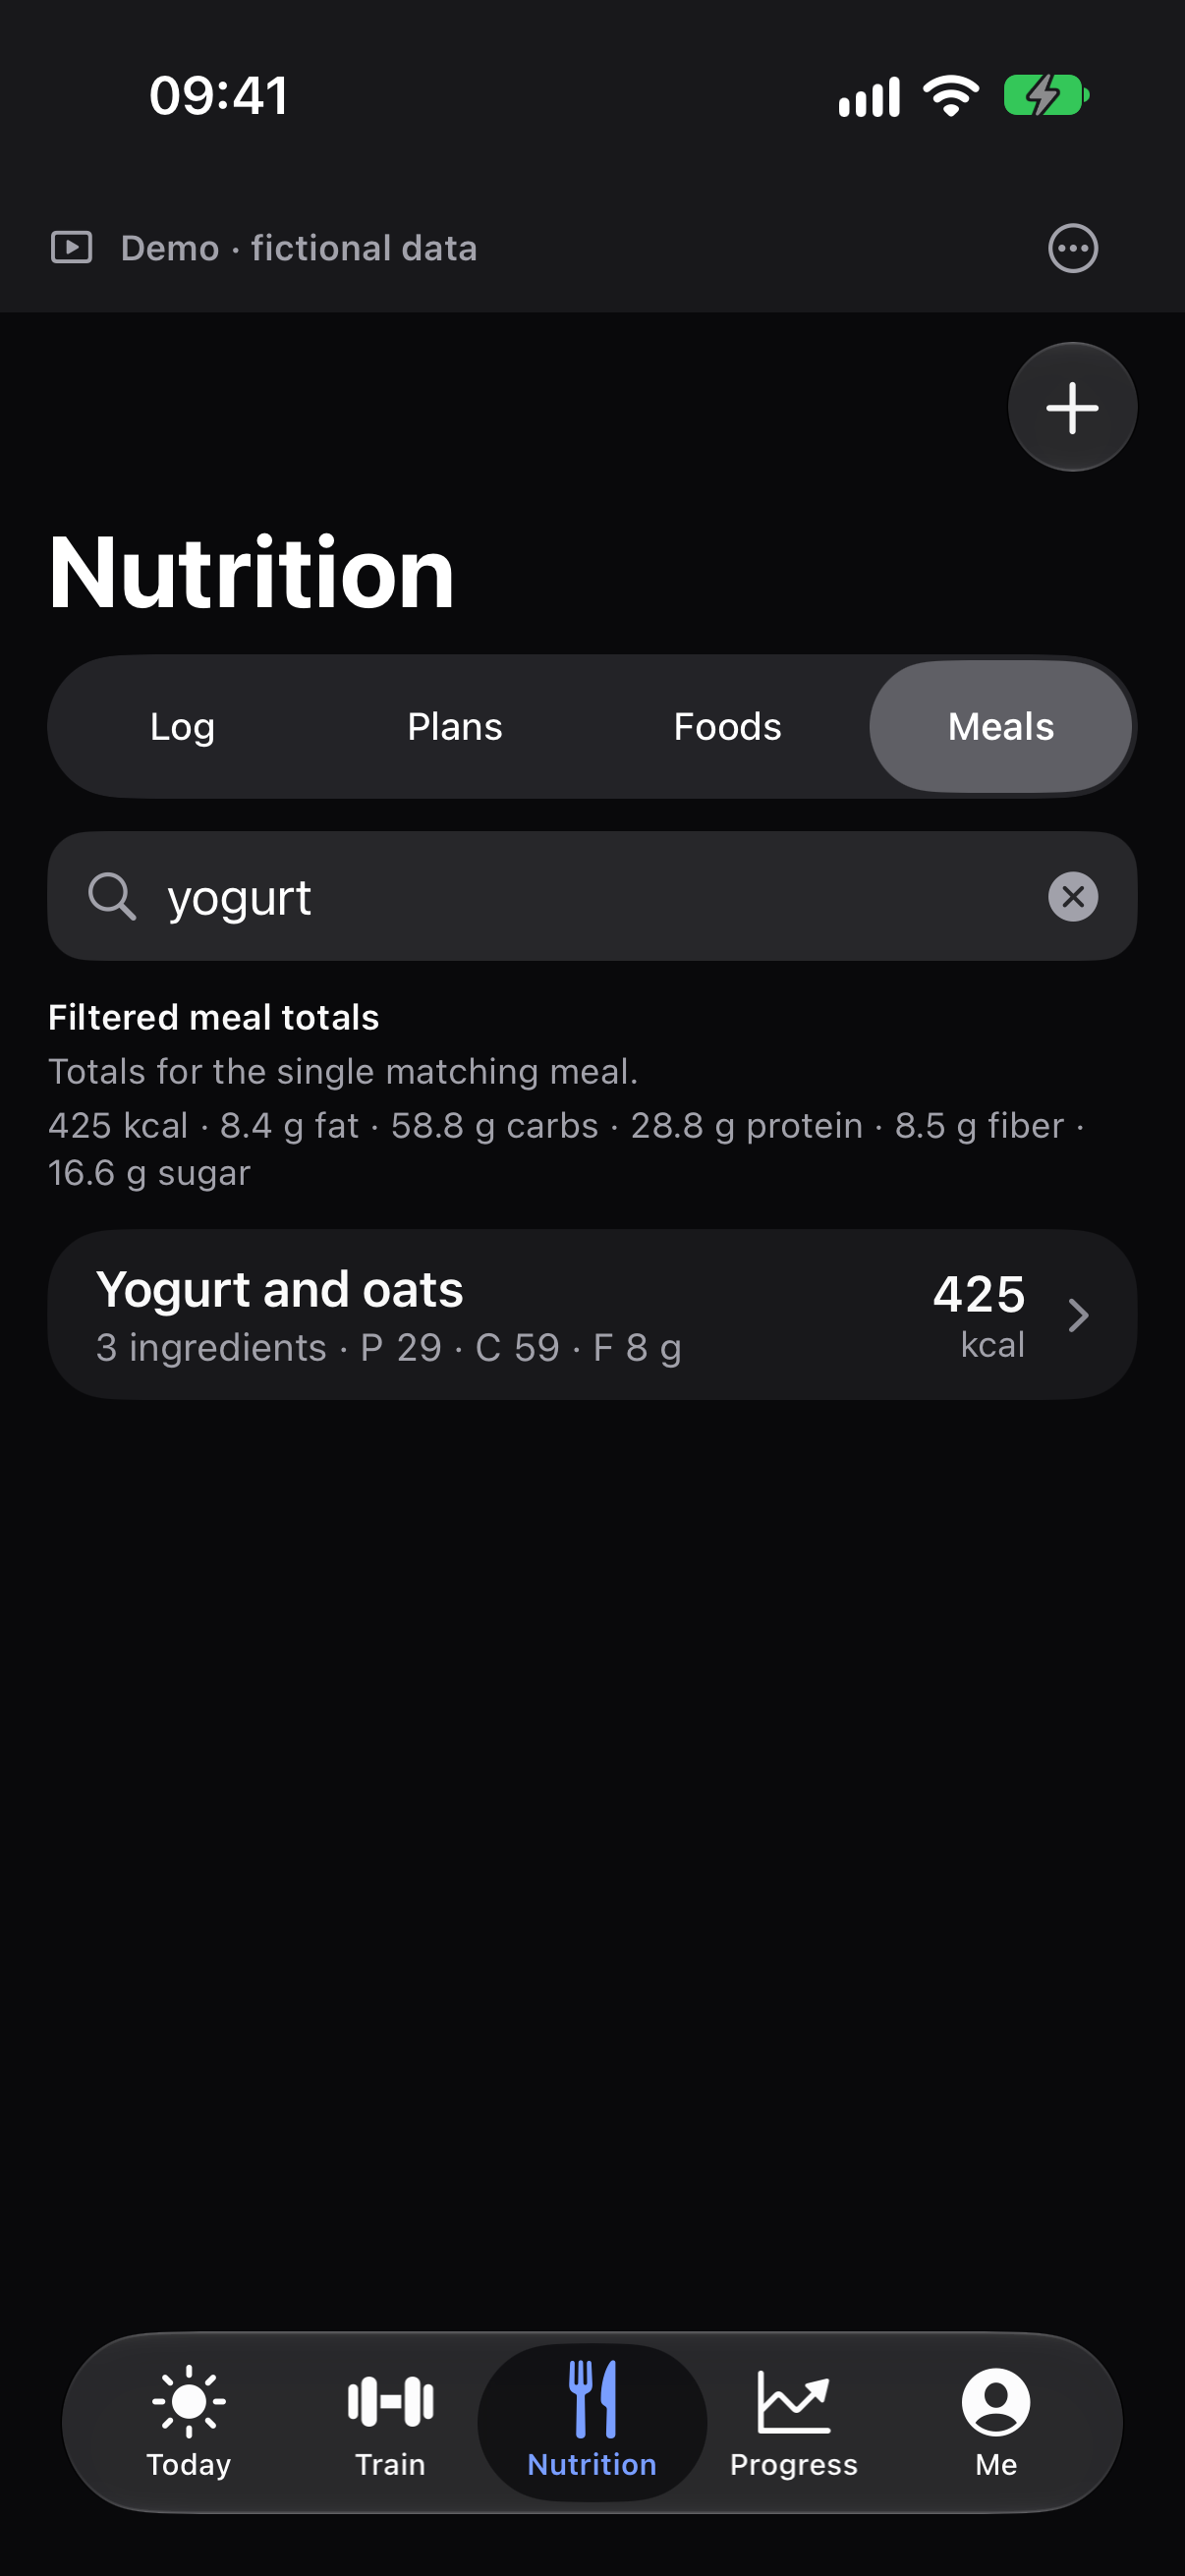 09:41
Demo · fictional data
Nutrition
Log
Plans
Foods
Meals
yogurt
Filtered meal totals
Totals for the single matching meal.
425 kcal · 8.4 g fat · 58.8 g carbs · 28.8 g protein · 8.5 g fiber ·
16.6 g sugar
Yogurt and oats
3 ingredients · P 29 · C 59 · F 8 g
425
kcal
Today
Train
Nutrition
Progress
Me